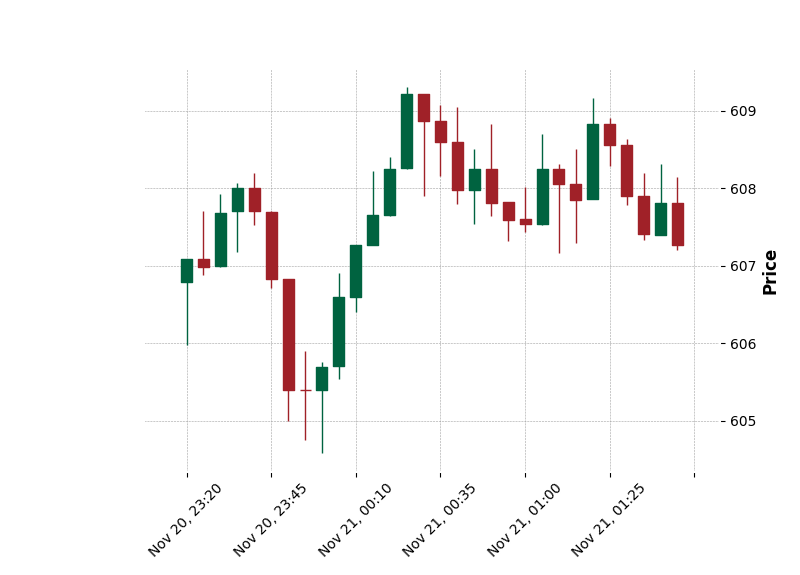 609
608
607
606
605
Price
Nov 20, 23:20
Nov 20, 23:45
Nov 21, 00:10
Nov 21, 00:35
Nov 21, 01:00
Nov 21, 01:25